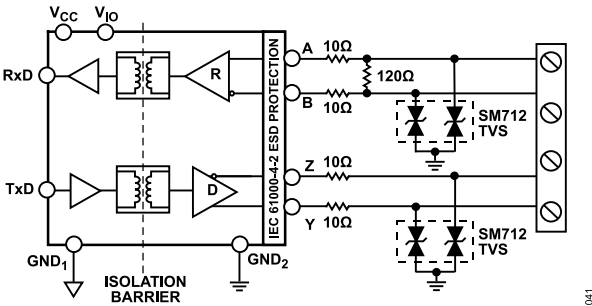 VCC VIO
RxD
R
IEC 61000-4-2 ESD PROTECTION
A 10Ω
120Ω
B 10Ω
SM712
TVS
TxD
D
Z 10Ω
Y 10Ω
SM712
TVS
GND1
GND2
ISOLATION
BARRIER
041